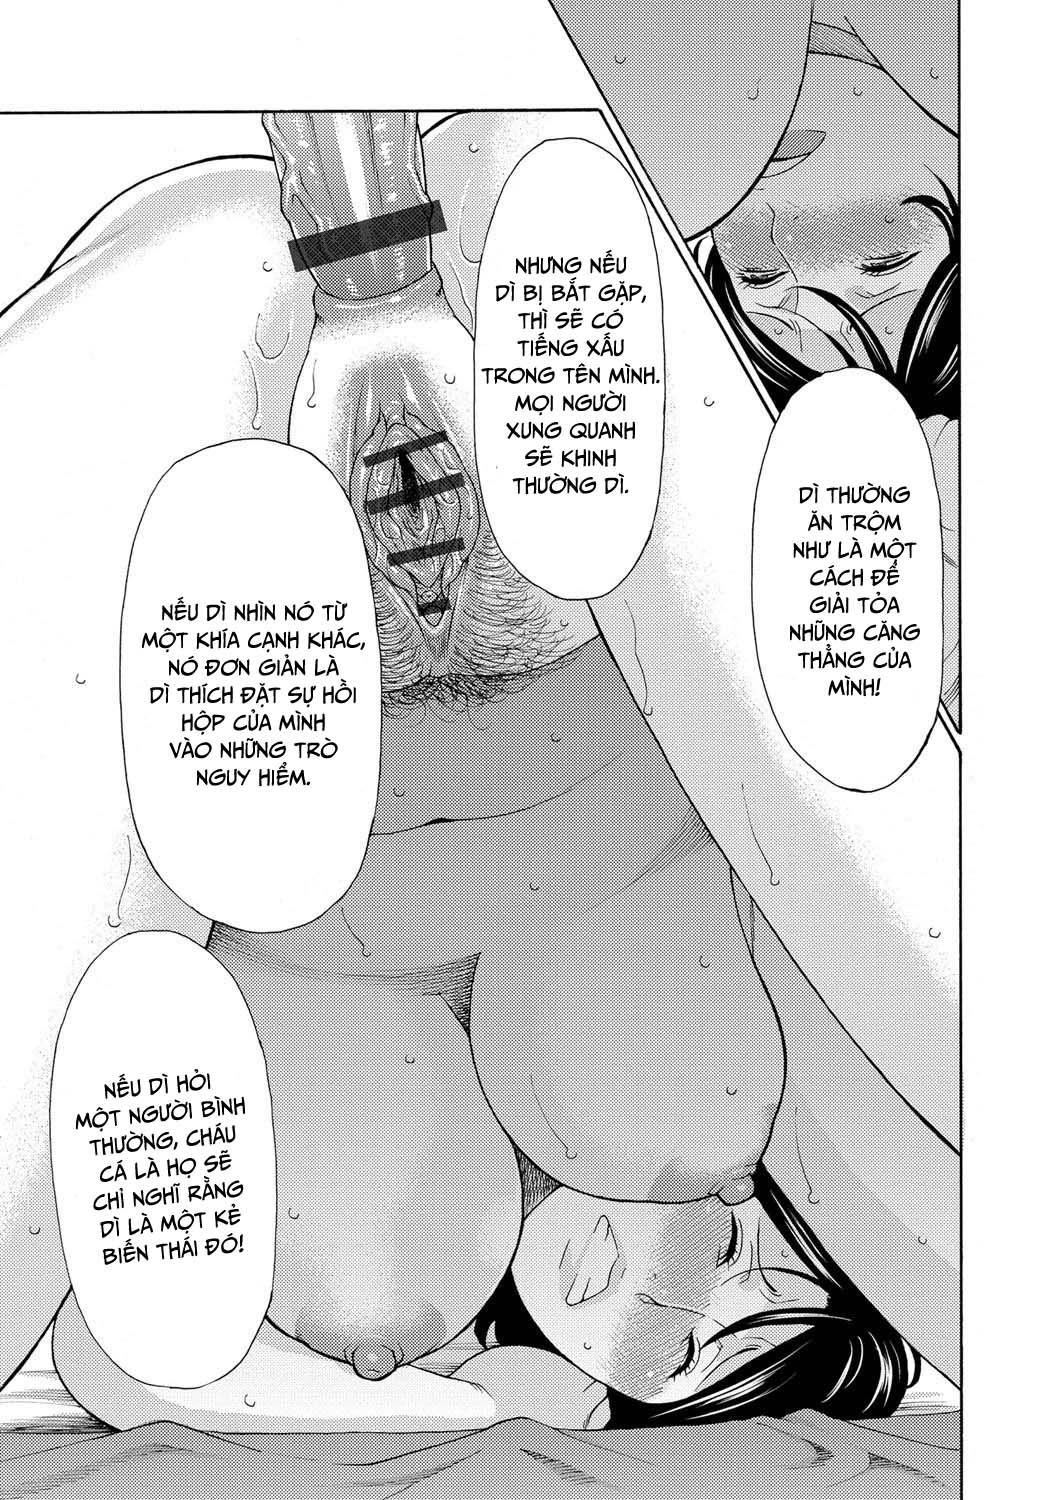 DÌ THƯỜNG
ĂN TRỘM
NHƯ LÀ MỘT
CÁCH ĐỂ
GIẢI TỎA
NHỮNG CĂNG
THẲNG CỦA
MÌNH!
NHƯNG NẾU
DÌ BỊ BẮT GẶP,
THÌ SẼ CÓ
TIẾNG XẤU
TRONG TÊN MÌNH.
MỌI NGƯỜI
XUNG QUANH
SẼ KHINH
THƯỜNG DÌ.
NẾU DÌ NHÌN NÓ TỪ
MỘT KHÍA CẠNH KHÁC,
NÓ ĐƠN GIẢN LÀ
DÌ THÍCH ĐẶT SỰ HỒI
HỘP CỦA MÌNH
VÀO NHỮNG TRÒ
NGUY HIỂM.
NẾU DÌ HỎI
MỘT NGƯỜI BÌNH
THƯỜNG, CHÁU
CÁ LÀ HỌ SẼ
CHỈ NGHĨ RẰNG
DÌ LÀ MỘT KẺ
BIẾN THÁI ĐÓ!